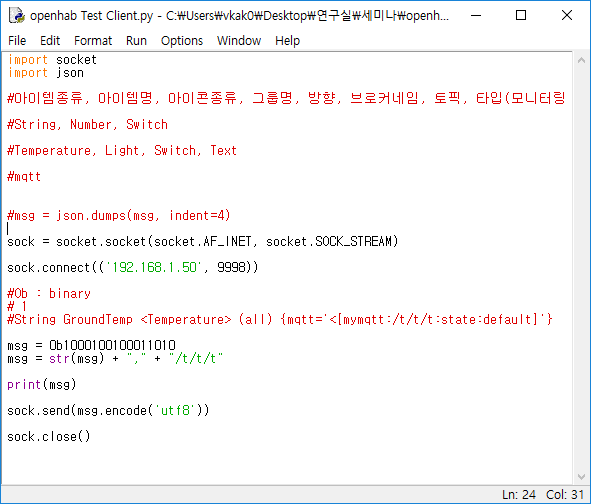 openhab Test Client.py - C:₩Users₩vkak0₩Desktop₩연구실₩세미나₩openh...
File Edit Format Run Options Window Help
import socket
import json
#아이템종류, 아이템명, 아이콘종류, 그룹명, 방향, 브로커네임, 토픽, 타입(모니터링
#String, Number, Switch
#Temperature, Light, Switch, Text
#mqtt
#msg = json.dumps(msg, indent=4)
sock = socket.socket(socket.AF_INET, socket.SOCK_STREAM)
sock.connect(('192.168.1.50', 9998))
#0b : binary
# 1
#String GroundTemp <Temperature> (all) {mqtt='<[mymqtt:/t/t/t:state:default]'}
msg = 0b1000100100011010
msg = str(msg) + "," + "/t/t/t"
print(msg)
sock.send(msg.encode('utf8'))
sock.close()
Ln: 24 Col: 31